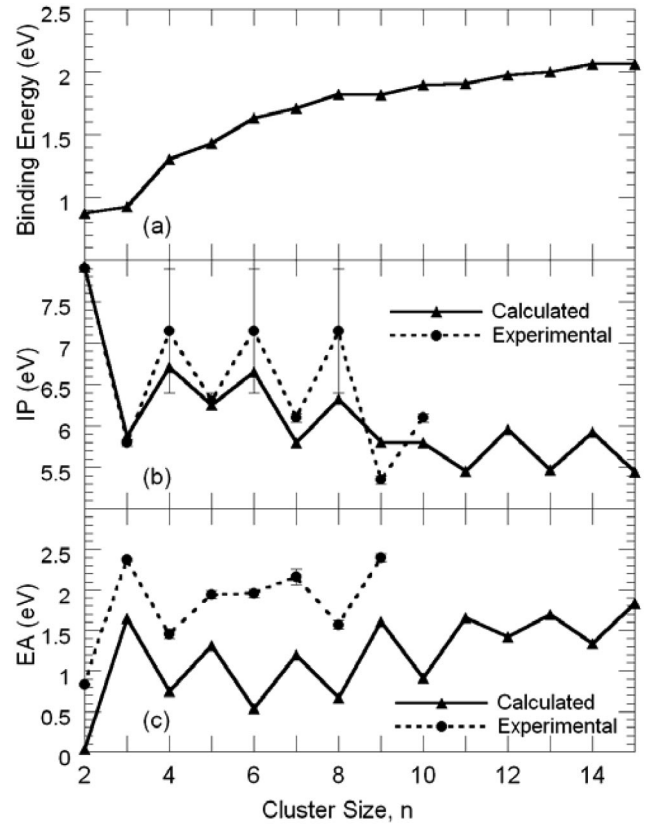 2.5
2
1.5
1
Binding Energy (eV)
(a)
7.5
7
6.5
6
5.5
IP (eV)
Calculated
Experimental
(b)
2.5
2
1.5
1
0.5
0
EA (eV)
(c)
Calculated
Experimental
2 4 6 8 10 12 14
Cluster Size, n